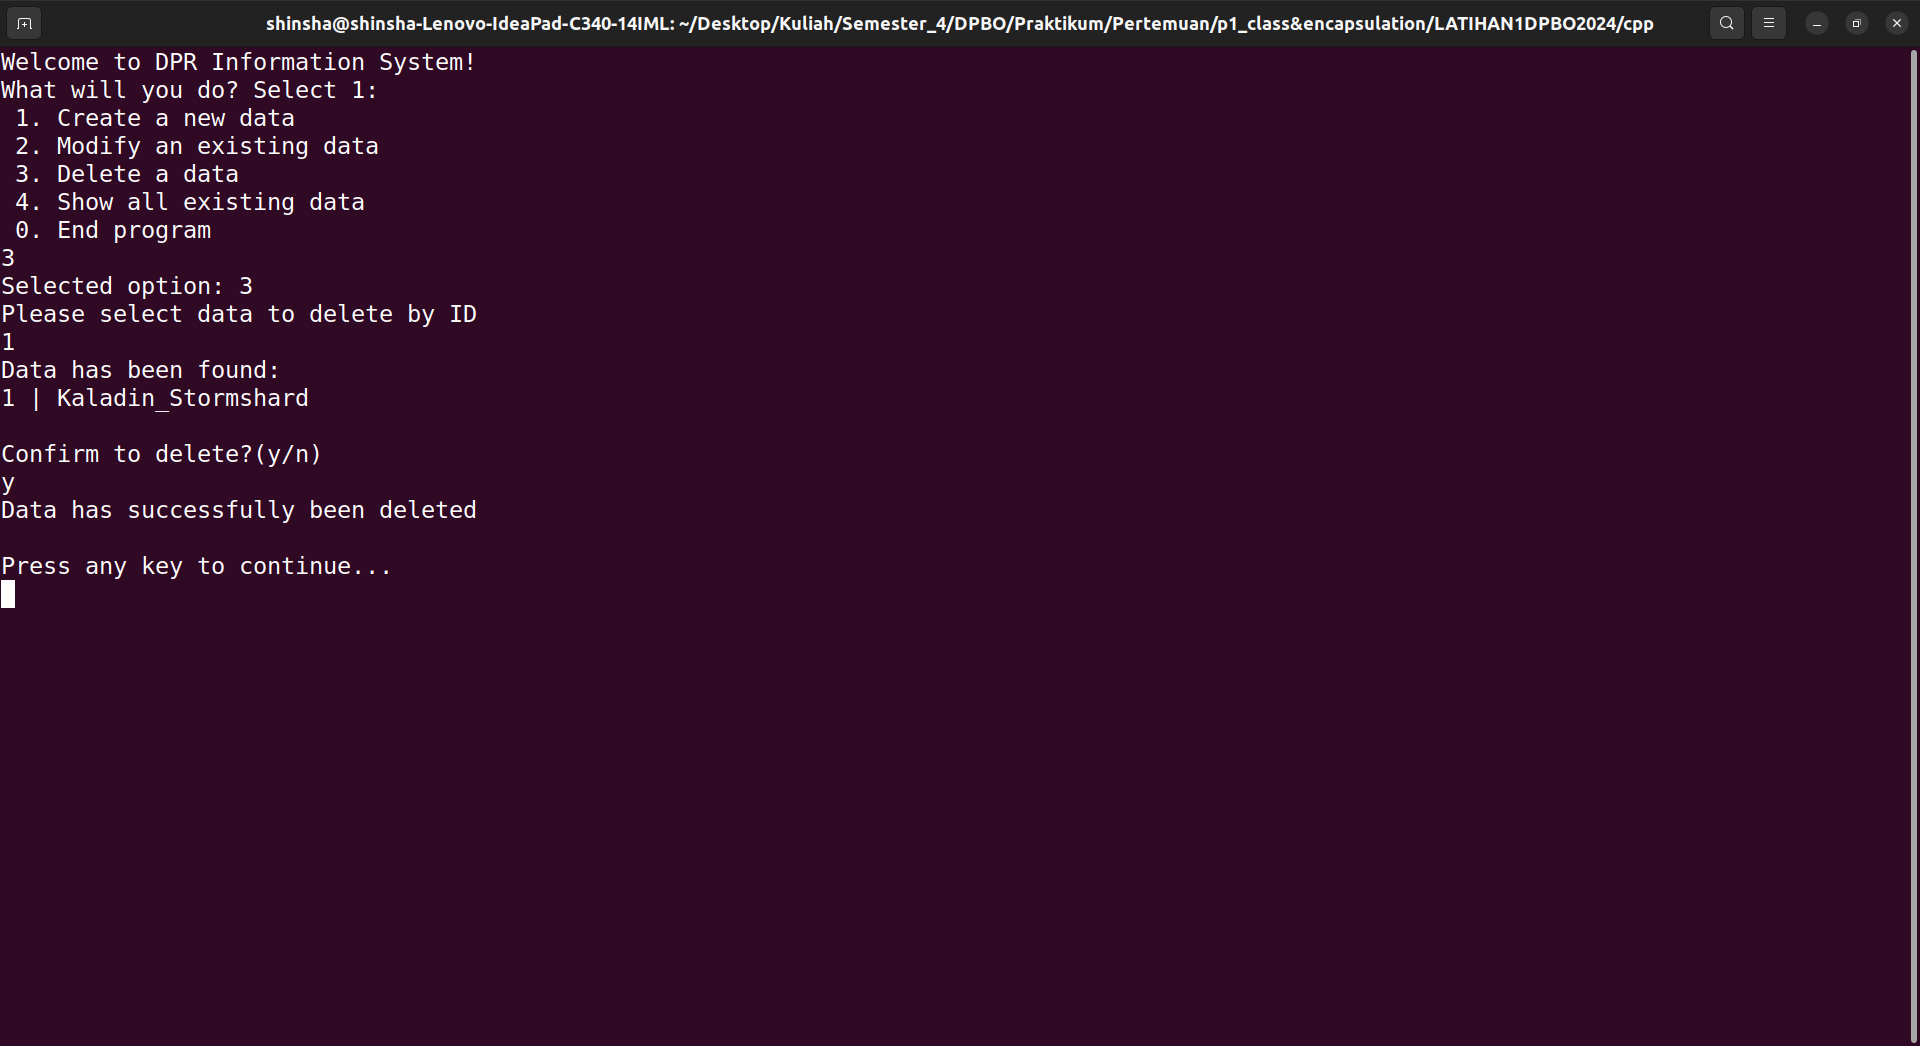 shinsha@shinsha-Lenovo-IdeaPad-C340-14IML: ~/Desktop/Kuliah/Semester_4/DPBO/Praktikum/Pertemuan/p1_class&encapsulation/LATIHAN1DPBO2024/cpp
Welcome to DPR Information System!
What will you do? Select 1:
 1. Create a new data
 2. Modify an existing data
 3. Delete a data
 4. Show all existing data
 0. End program
3
Selected option: 3
Please select data to delete by ID
1
Data has been found:
1 | Kaladin_Stormshard

Confirm to delete?(y/n)
y
Data has successfully been deleted

Press any key to continue...